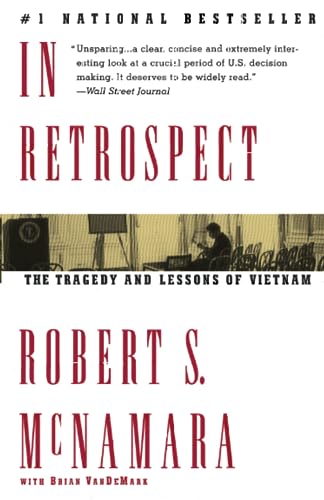 #1 NATIONAL BESTSELLER
IN
"Unsparing...a clear, concise and extremely inter-
esting look at a crucial period of U.S. decision
making. It deserves to be widely read."
—Wall Street Journal
RETROSPECT
THE TRAGEDY AND LESSONS OF VIETNAM
ROBERT S.
McNAMARA
WITH BRIAN VANDEMARK